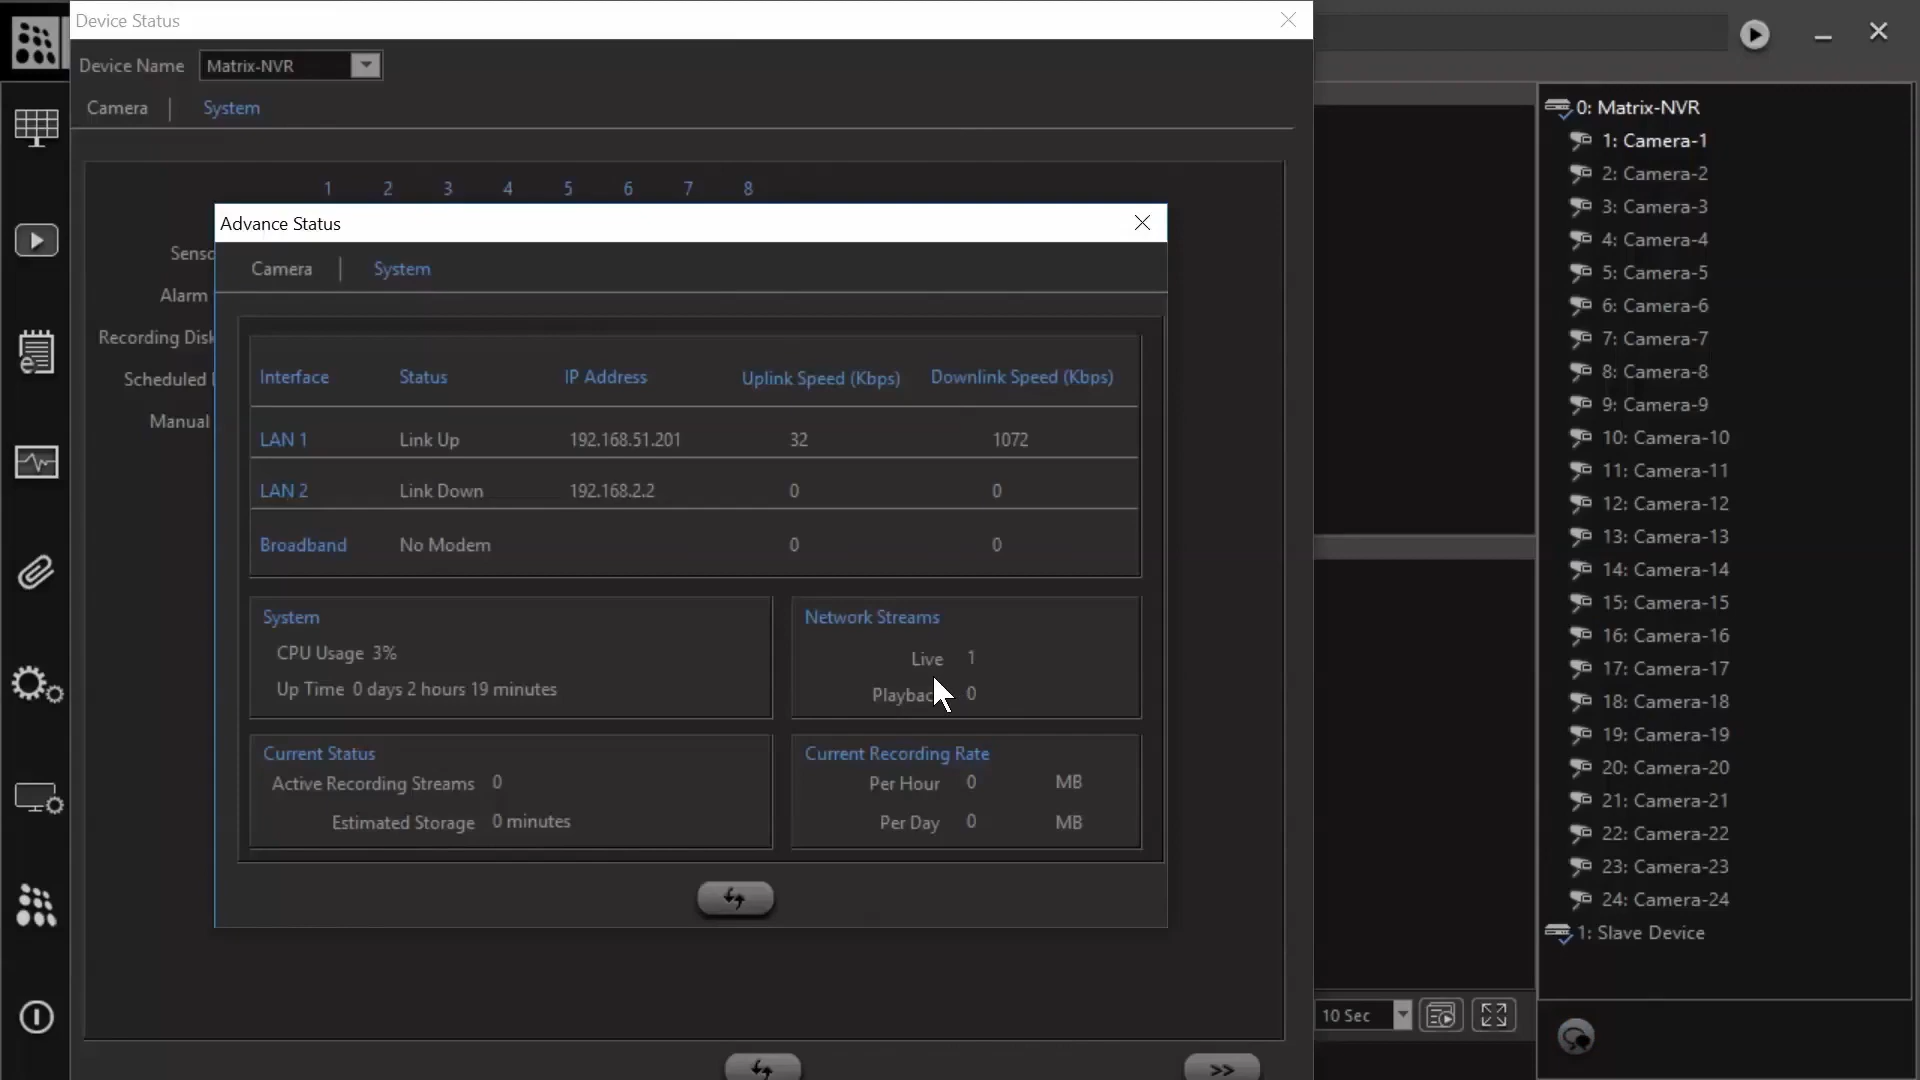 Device Status
Device Name Matrix-NVR
Camera | System
1 2 3 4 5 6 7 8
Advance Status
Camera | System
Alarm
Recording
Scheduled
Manual
Interface Status IP Address Uplink Speed (Kbps) Downlink Speed (Kbps)
LAN 1 Link Up 192.168.51.201 32 1072
LAN 2 Link Down 192.168.2.2 0 0
Broadband No Modem 0 0
System
CPU Usage 3%
Up Time 0 days 2 hours 19 minutes
Network Streams
Live 1
0
Current Status
Active Recording Streams 0
Estimated Storage 0 minutes
Current Recording Rate
Per Hour 0 MB
Per Day 0 MB
>>
10 Sec
0: Matrix-NVR
1: Camera-1
2: Camera-2
3: Camera-3
4: Camera-4
5: Camera-5
6: Camera-6
7: Camera-7
8: Camera-8
9: Camera-9
10: Camera-10
11: Camera-11
12: Camera-12
13: Camera-13
14: Camera-14
15: Camera-15
16: Camera-16
17: Camera-17
18: Camera-18
19: Camera-19
20: Camera-20
21: Camera-21
22: Camera-22
23: Camera-23
24: Camera-24
1: Slave Device